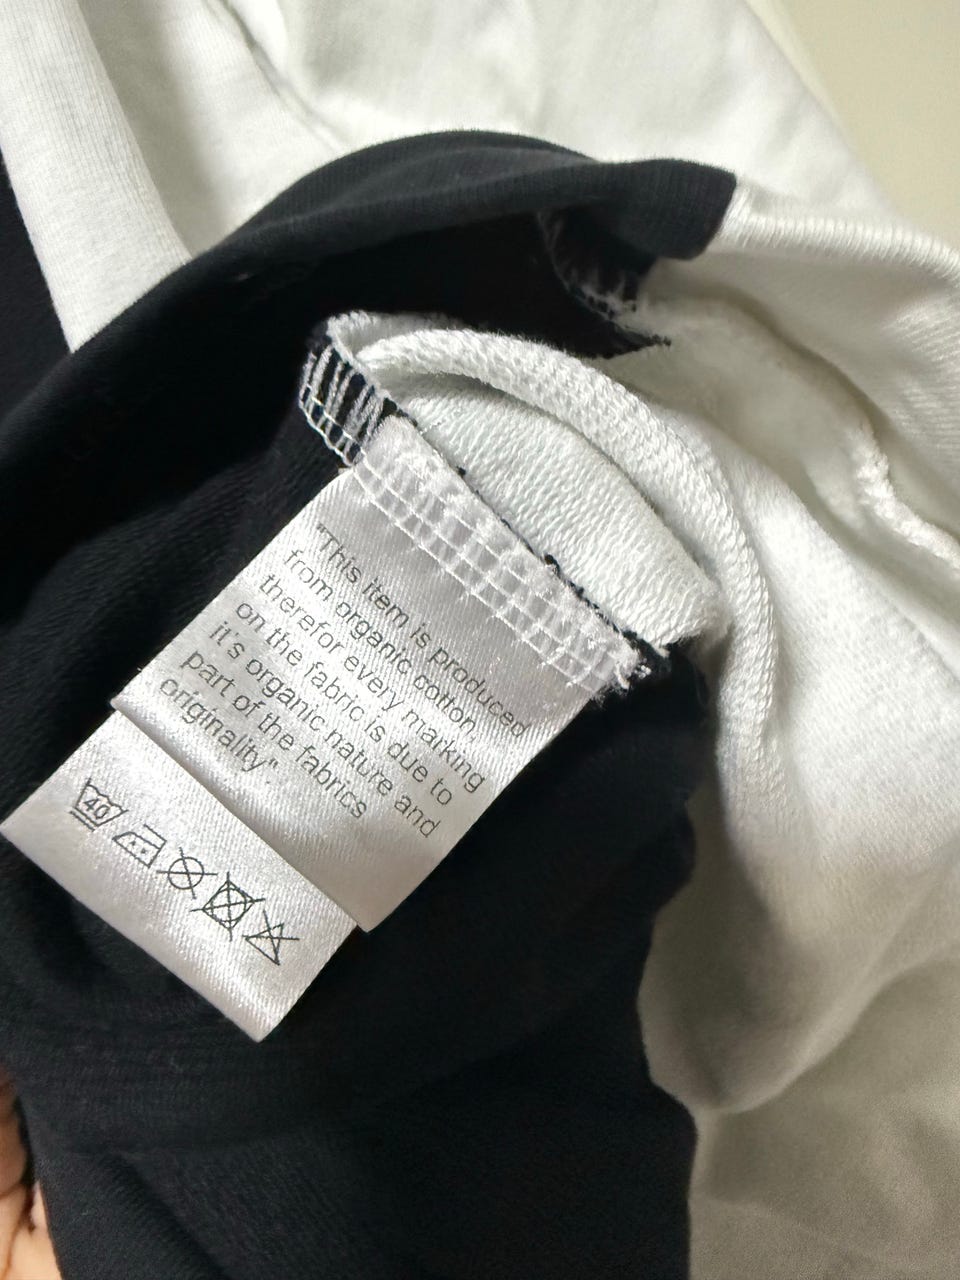 "This item is produced
from organic cotton,
therefor every marking
on the fabric is due to
it's organic nature and
part of the fabrics
originality".
40